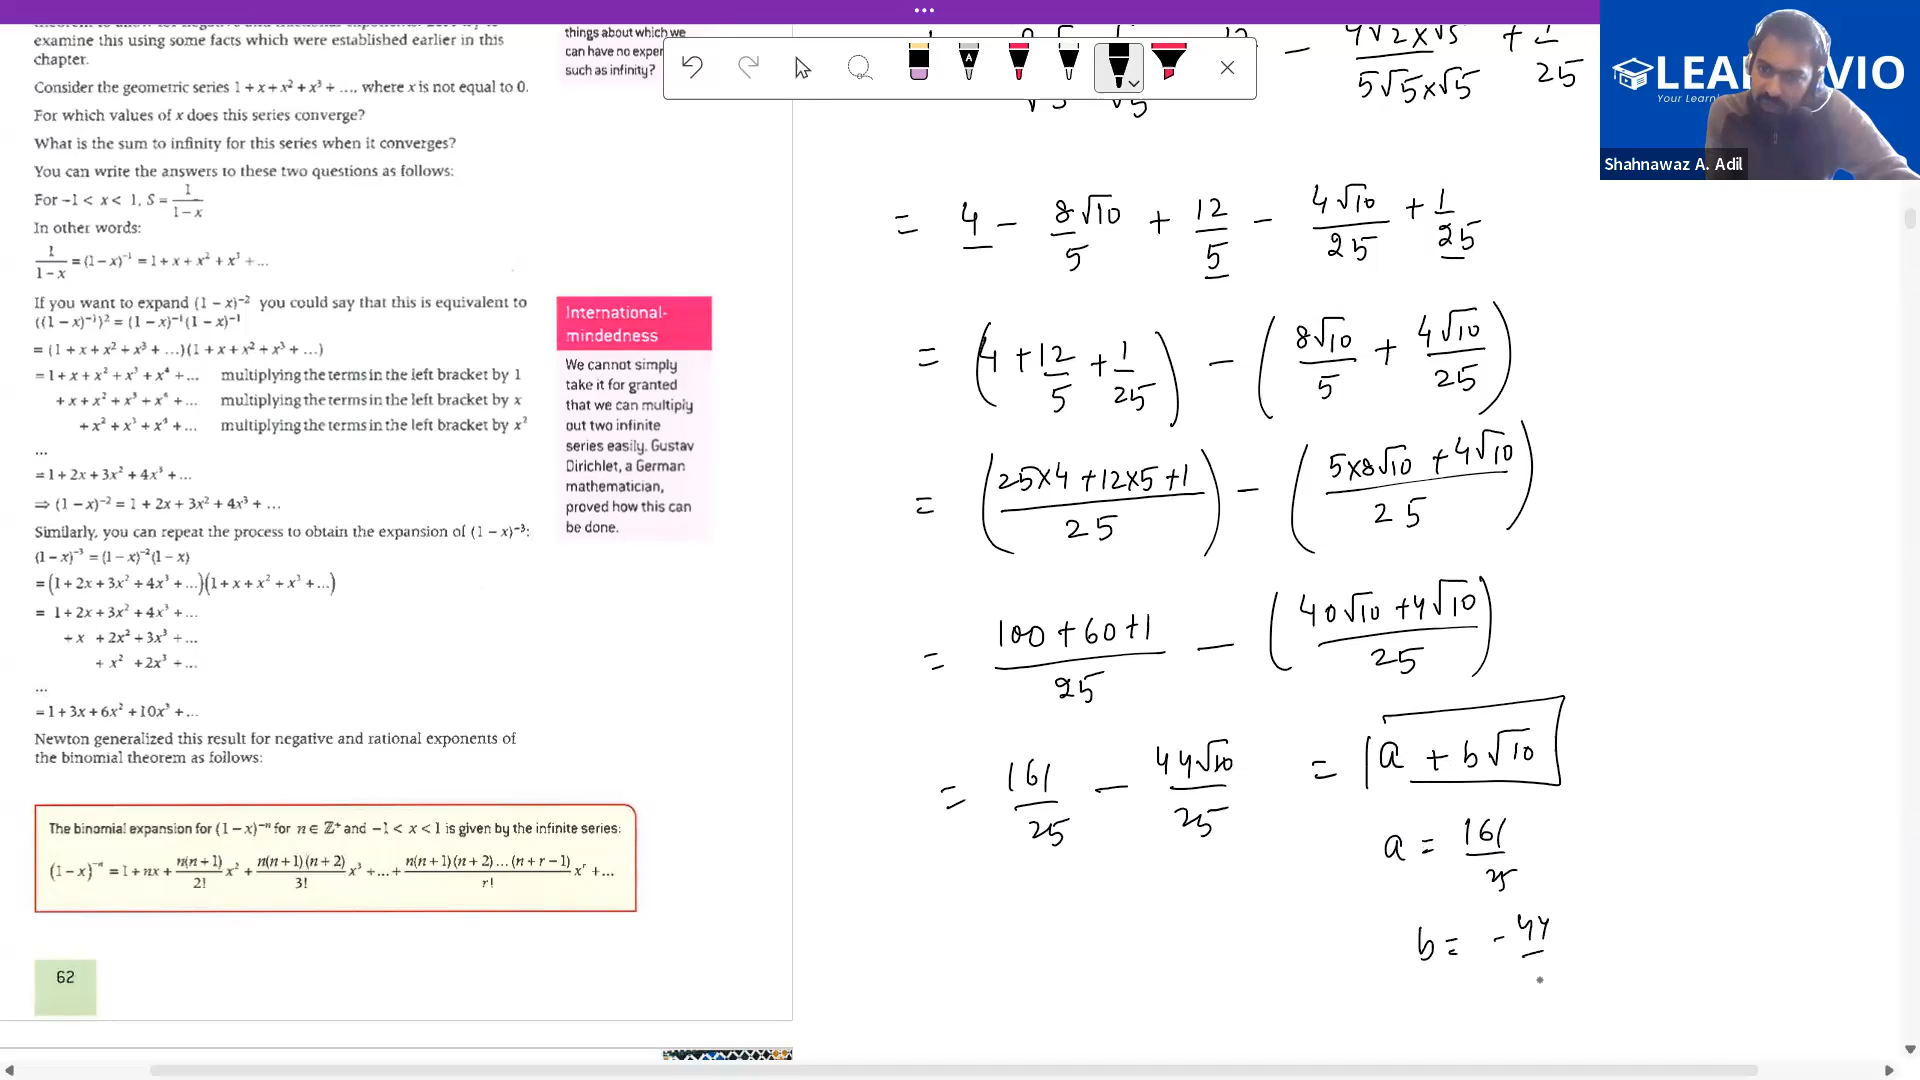 examine this using some facts which were established earlier in this
chapter.
Consider the geometric series 1 + x + x² + x³ + ..., where x is not equal to 0.
For which values of x does this series converge?
What is the sum to infinity for this series when it converges?
You can write the answers to these two questions as follows:
For −1 < x < 1, S = 1/(1−x)
In other words:
1/(1−x) = (1−x)⁻¹ = 1 + x + x² + x³ + ...
If you want to expand (1 − x)⁻² you could say that this is equivalent to
((1 − x)⁻¹)² = (1 − x)⁻¹(1 − x)⁻¹
= (1 + x + x² + x³ + ...)(1 + x + x² + x³ + ...)
= 1 + x + x² + x³ + x⁴ + ... multiplying the terms in the left bracket by 1
+ x + x² + x³ + x⁴ + ... multiplying the terms in the left bracket by x
+ x² + x³ + x⁴ + ... multiplying the terms in the left bracket by x²
...
= 1 + 2x + 3x² + 4x³ + ...
⇒ (1 − x)⁻² = 1 + 2x + 3x² + 4x³ + ...
Similarly, you can repeat the process to obtain the expansion of (1 − x)⁻³:
(1 − x)⁻³ = (1 − x)⁻²(1 − x)
= (1 + 2x + 3x² + 4x³ + ...)(1 + x + x² + x³ + ...)
= 1 + 2x + 3x² + 4x³ + ...
+ x + 2x² + 3x³ + ...
+ x² + 2x³ + ...
...
= 1 + 3x + 6x² + 10x³ + ...
Newton generalized this result for negative and rational exponents of
the binomial theorem as follows:
The binomial expansion for (1 − x)⁻ⁿ for n ∈ ℤ⁺ and −1 < x < 1 is given by the infinite series:
(1 − x)⁻ⁿ = 1 + nx + n(n+1)/2! x² + n(n+1)(n+2)/3! x³ + ... + n(n+1)(n+2)...(n+r−1)/r! xʳ + ...
62
things about which we
can have no exper
such as infinity?
International-
mindedness
We cannot simply
take it for granted
that we can multiply
out two infinite
series easily. Gustav
Dirichlet, a German
mathematician,
proved how this can
be done.
− 4√2×√5/5√5×√5 + 1/25
= 4 − 8√10/5 + 12/5 − 4√10/25 + 1/25
= (4 + 12/5 + 1/25) − (8√10/5 + 4√10/25)
= (25×4 + 12×5 + 1/25) − (5×8√10 + 4√10/25)
= 100 + 60 + 1/25 − (40√10 + 4√10/25)
= 161/25 − 44√10/25 = a + b√10
a = 161/25
b = −44
Your Learni
Shahnawaz A. Adil